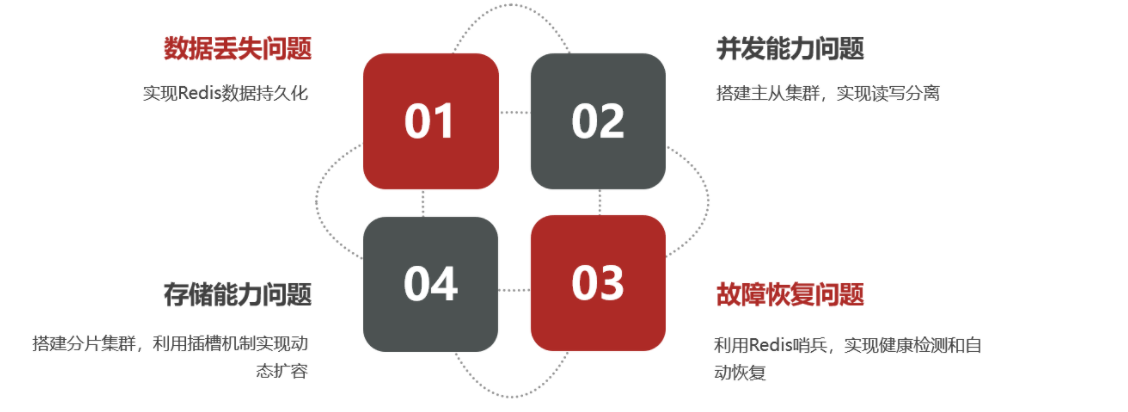 数据丢失问题
实现Redis数据持久化
01
02
并发能力问题
搭建主从集群，实现读写分离
存储能力问题
搭建分片集群，利用插槽机制实现动
态扩容
04
03
故障恢复问题
利用Redis哨兵，实现健康检测和自
动恢复